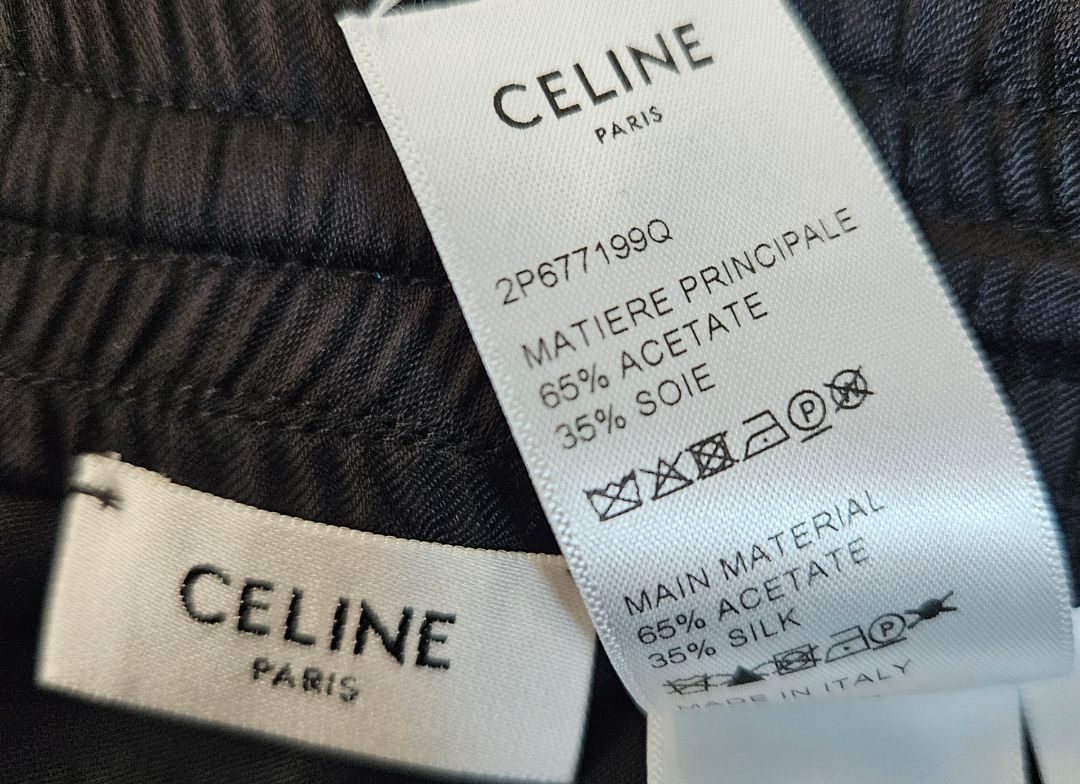 CELINE
PARIS
2P677199Q
MATIERE PRINCIPALE
65% ACETATE
35% SOIE
MAIN MATERIAL
65% ACETATE
35% SILK
MADE IN ITALY
CELINE
PARIS